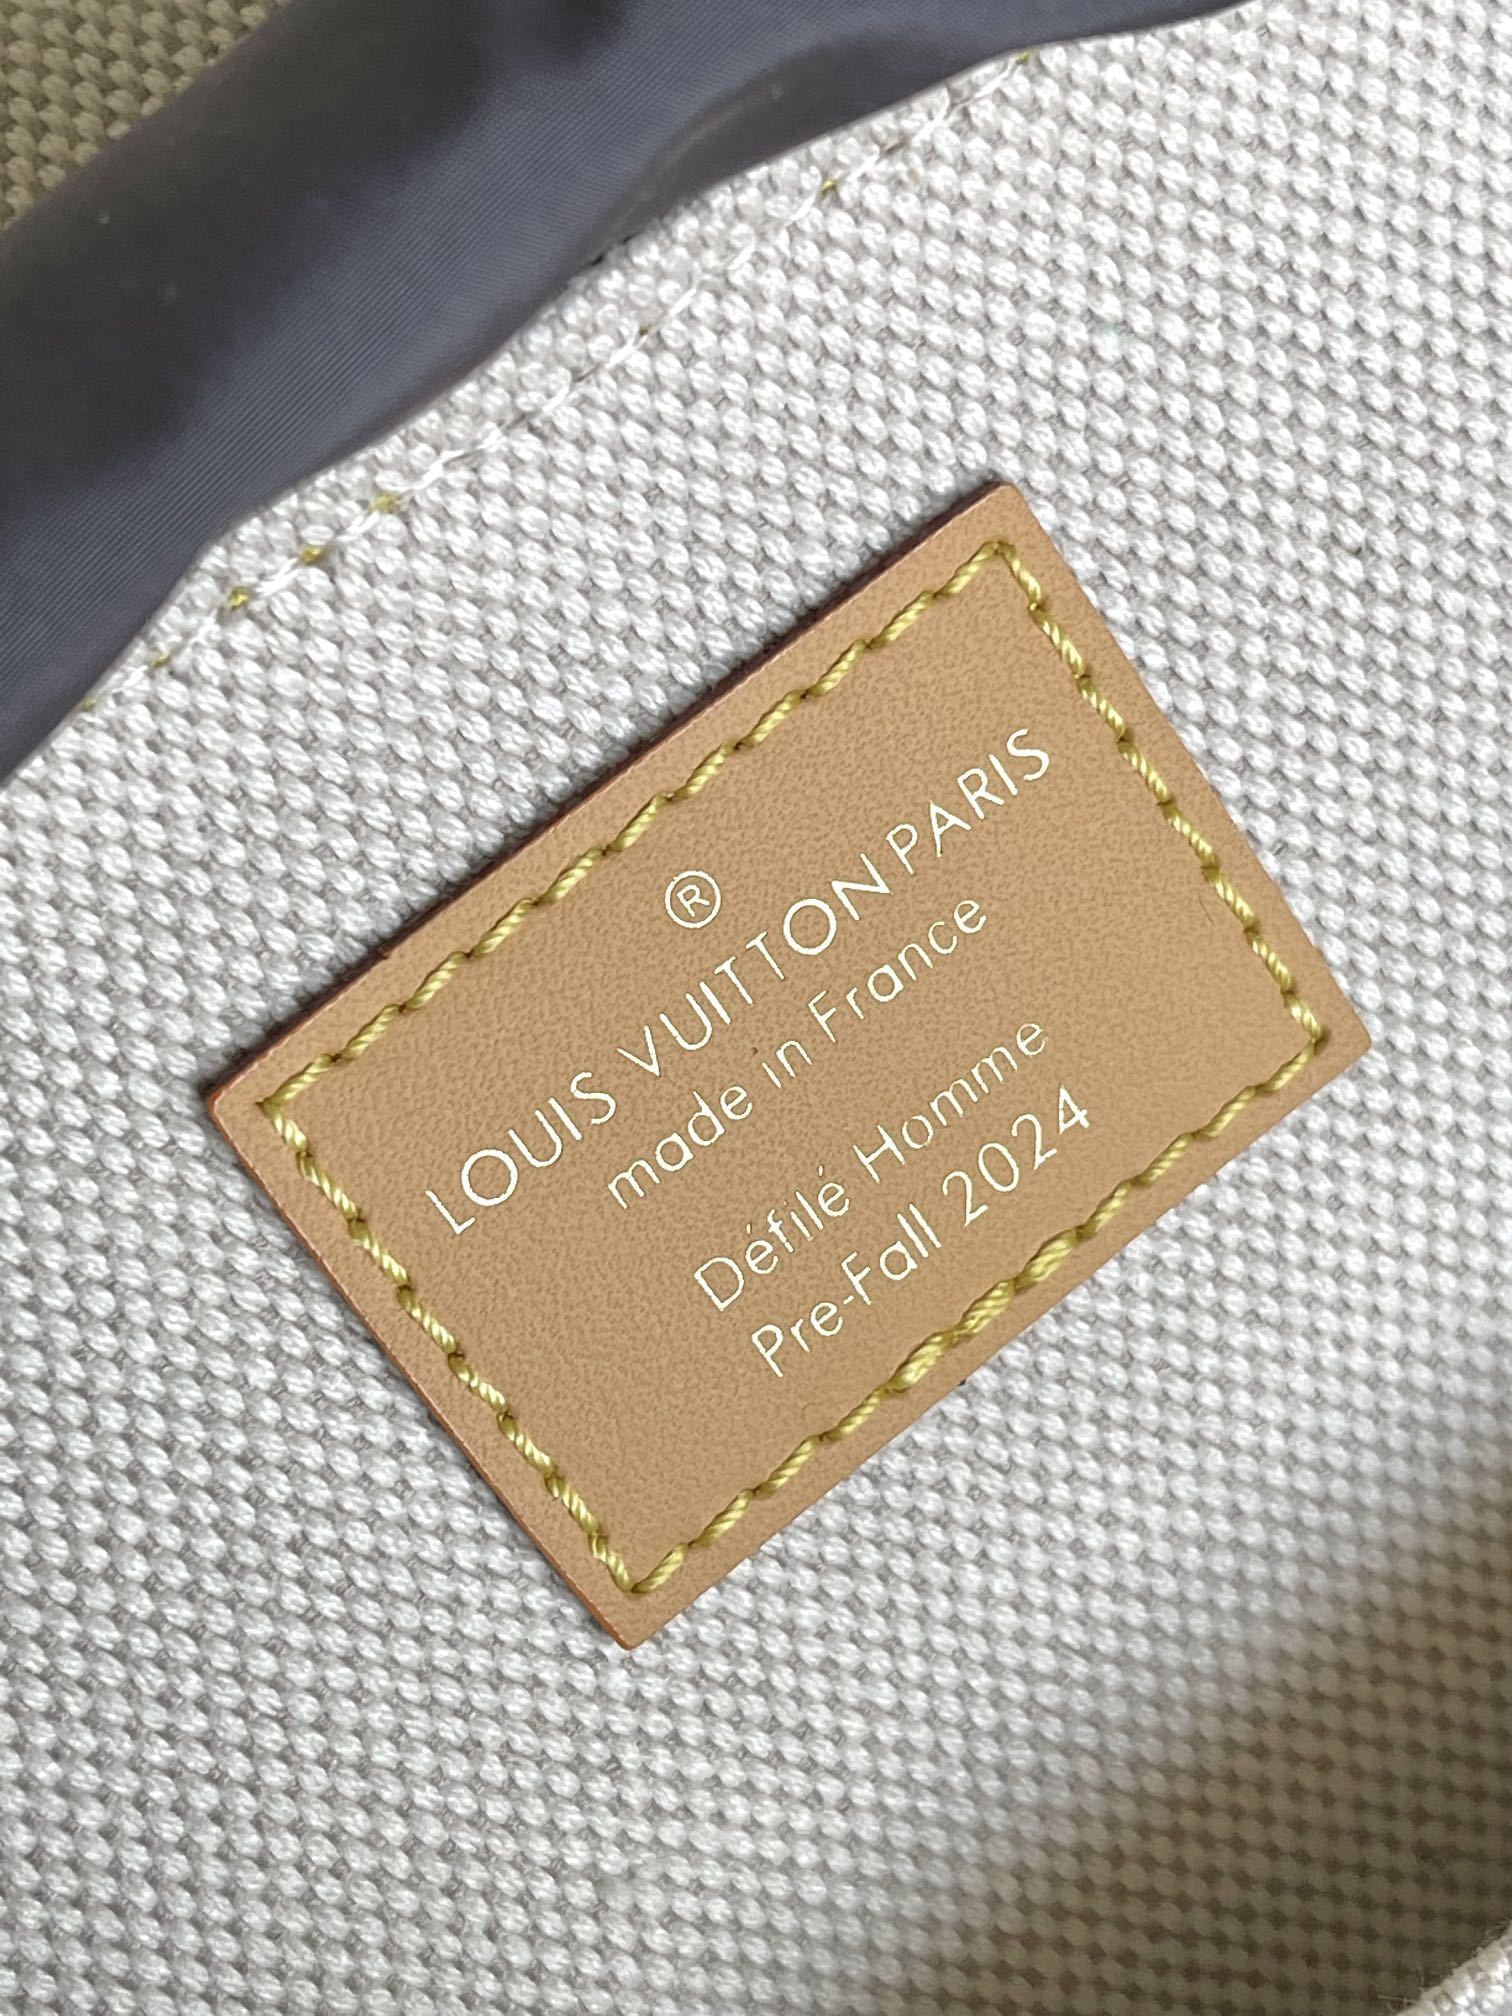 ®
LOUIS VUITTON PARIS
made in France
Défilé Homme
Pre-Fall 2024